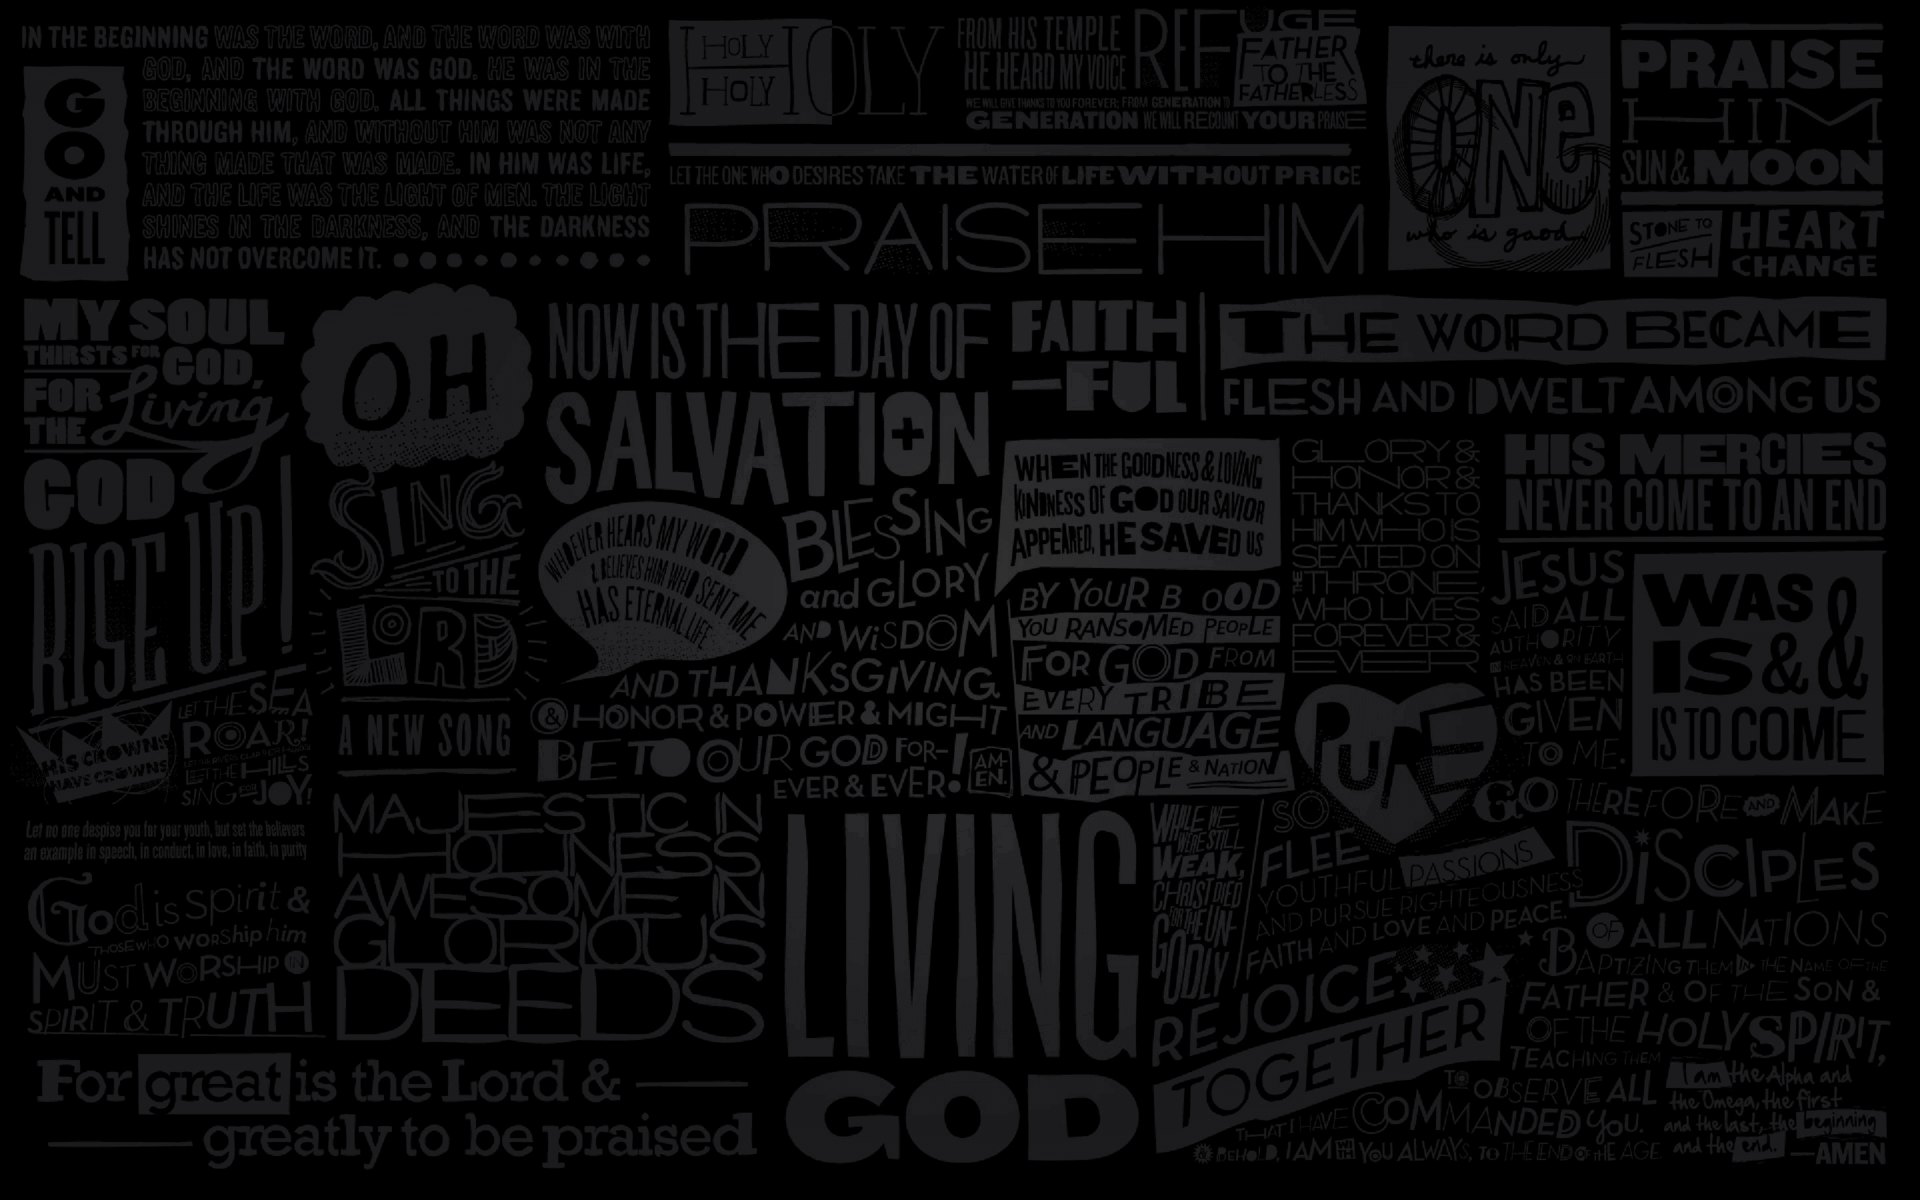 IN THE BEGINNING WAS THE WORD, AND THE WORD WAS WITH
GOD, AND THE WORD WAS GOD. HE WAS IN THE
BEGINNING WITH GOD. ALL THINGS WERE MADE
THROUGH HIM, AND WITHOUT HIM WAS NOT ANY
THING MADE THAT WAS MADE. IN HIM WAS LIFE,
AND THE LIFE WAS THE LIGHT OF MEN. THE LIGHT
SHINES IN THE DARKNESS, AND THE DARKNESS
HAS NOT OVERCOME IT.
GO
AND
TELL
HOLY
HOLY
HOLY
FROM HIS TEMPLE
HE HEARD MY VOICE
REFUGE
FATHER
TO THE
FATHERLESS
WE WILL GIVE THANKS TO YOU FOREVER; FROM GENERATION TO
GENERATION WE WILL RECOUNT YOUR PRAISE
LET THE ONE WHO DESIRES TAKE THE WATER OF LIFE WITHOUT PRICE
PRAISE HIM
there is only
ONE
who is good.
PRAISE
HIM
SUN & MOON
STONE TO
FLESH
HEART
CHANGE
MY SOUL
THIRSTS FOR
GOD,
FOR
THE
Living
GOD
OH
SING
TO THE
LORD
A NEW SONG
NOW IS THE DAY OF
SALVATION
FAITH
–FUL
THE WORD BECAME
FLESH AND DWELT AMONG US
WHOEVER HEARS MY WORD
& BELIEVES HIM WHO SENT ME
HAS ETERNAL LIFE
BLESSING
and GLORY
AND WiSDOM
AND THANKSGiVING
& HONOR & POWER & MIGHT
BE TO OUR GOD FOR–
EVER & EVER!
AM–
EN.
WHEN THE GOODNESS & LOVING
KINDNESS OF GOD OUR SAVIOR
APPEARED, HE SAVED US
BY YOUR B OOD
YOU RANSOMED PEOPLE
FOR GOD FROM
EVERY TRIBE
AND LANGUAGE
& PEOPLE & NATION
GLORY &
HONOR &
THANKS TO
HIM WHO IS
SEATED ON
THE THRONE,
WHO LIVES
FOREVER &
EVER
HIS MERCIES
NEVER COME TO AN END
JESUS
SAID ALL
AUTHORITY
IN HEAVEN & ON EARTH
HAS BEEN
GIVEN
TO ME.
WAS &
IS & &
IS TO COME
RISE UP!
HIS CROWNS
HAVE CROWNS
LET THE SEA
ROAR!
LET THE HILLS
SING FOR JOY!
Let no one despise you for your youth, but set the believers
an example in speech, in conduct, in love, in faith, in purity
God is spirit &
THOSE WHO WORShip him
MUST WORSHIP IN
SPIRIT & TRUTH
MAJESTIC IN
HOLINESS
AWESOME IN
GLORIOUS
DEEDS
For great is the Lord &
greatly to be praised
LIVING
GOD
WHILE WE
WERE STILL
WEAK,
CHRIST DIED
FOR THE UN–
GODLY
PURE
SO
FLEE
YOUTHFUL PASSIONS
AND PURSUE RIGHTEOUSNESS
FAITH AND LOVE AND PEACE.
REJOICE
TOGETHER
GO THEREFORE AND MAKE
DiSCIPLES
OF ALL NATIONS
BAPTIZING THEM IN THE NAME OF THE
FATHER & OF THE SON &
OF THE HOLY SPIRIT,
TEACHING THEM
TO OBSERVE ALL
THAT I HAVE COMMANDED YoU.
& BEHOLD, I AM WITH YOU ALWAYS, TO THE END OF THE AGE.
I am the Alpha and
the Omega, the first
and the last, the beginning
and the end.
—AMEN